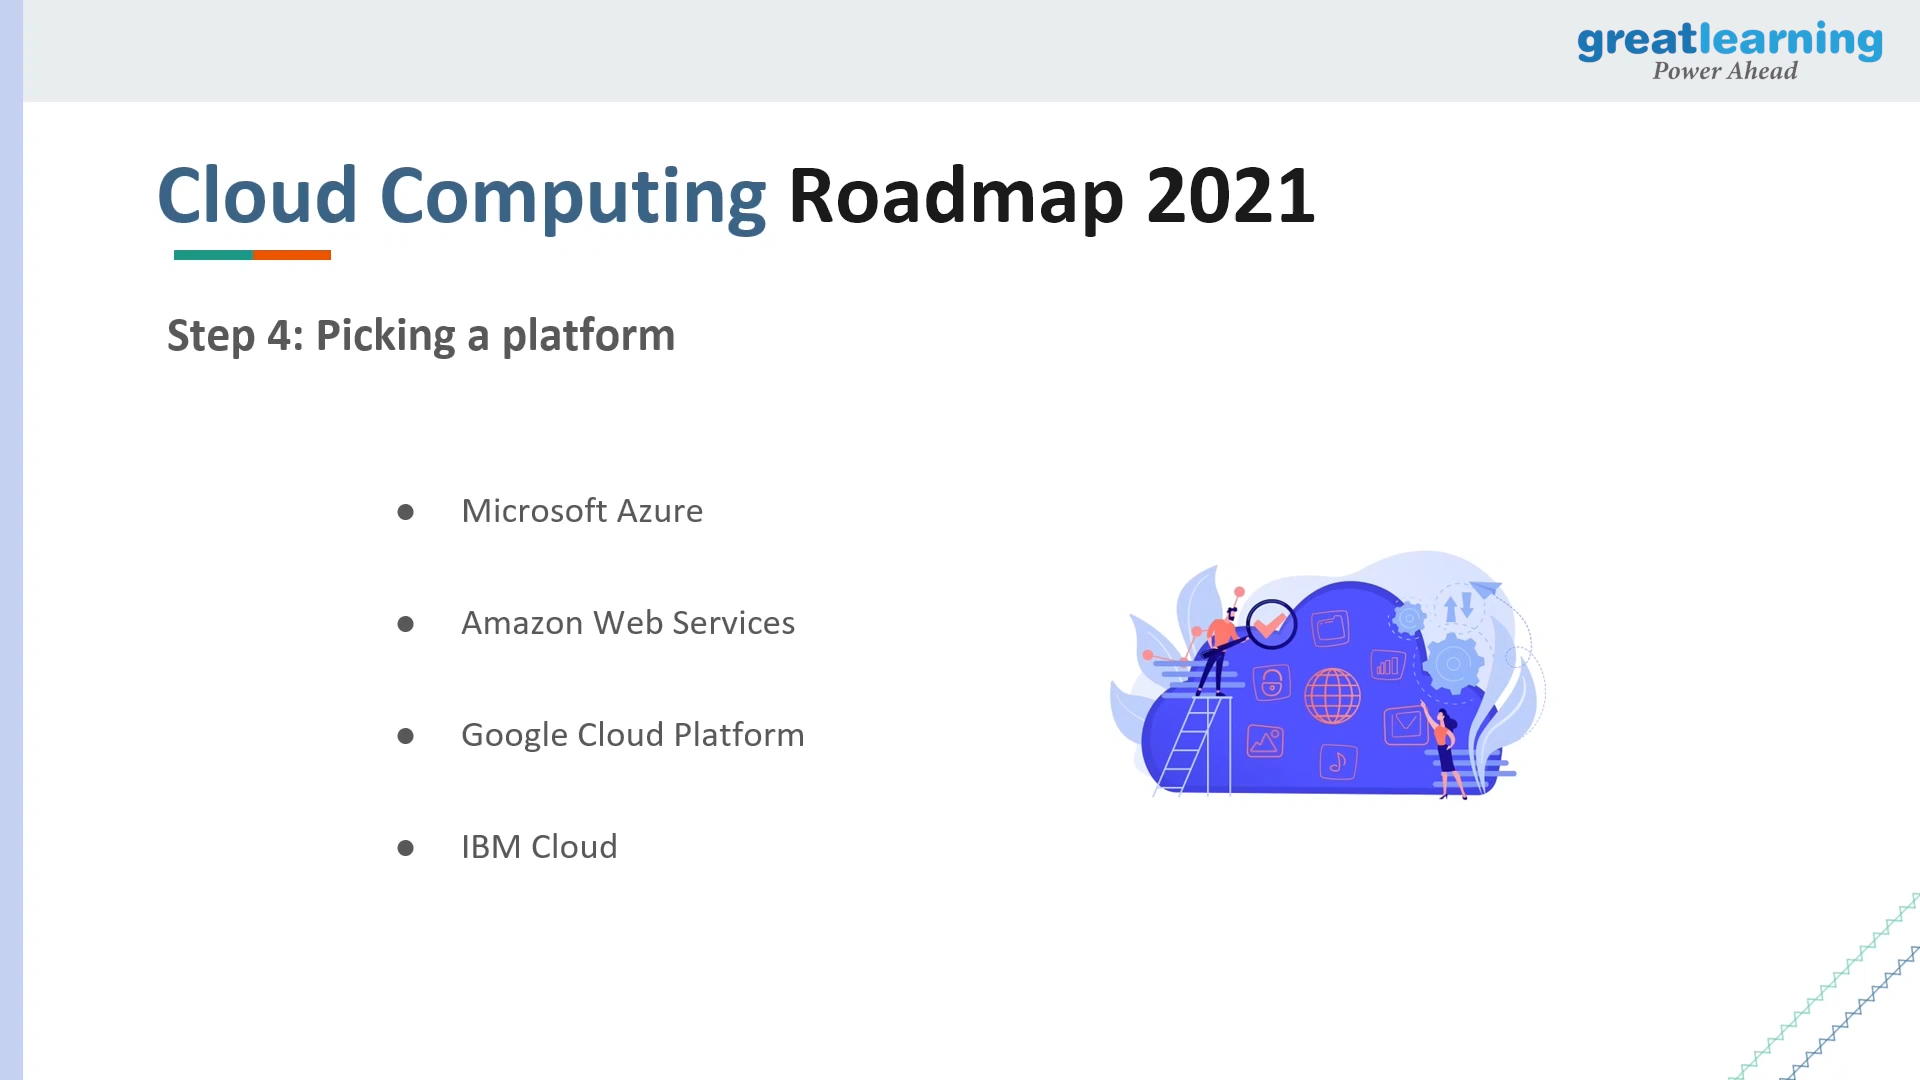 greatlearning
Power Ahead
Cloud Computing Roadmap 2021
Step 4: Picking a platform
● Microsoft Azure
● Amazon Web Services
● Google Cloud Platform
● IBM Cloud